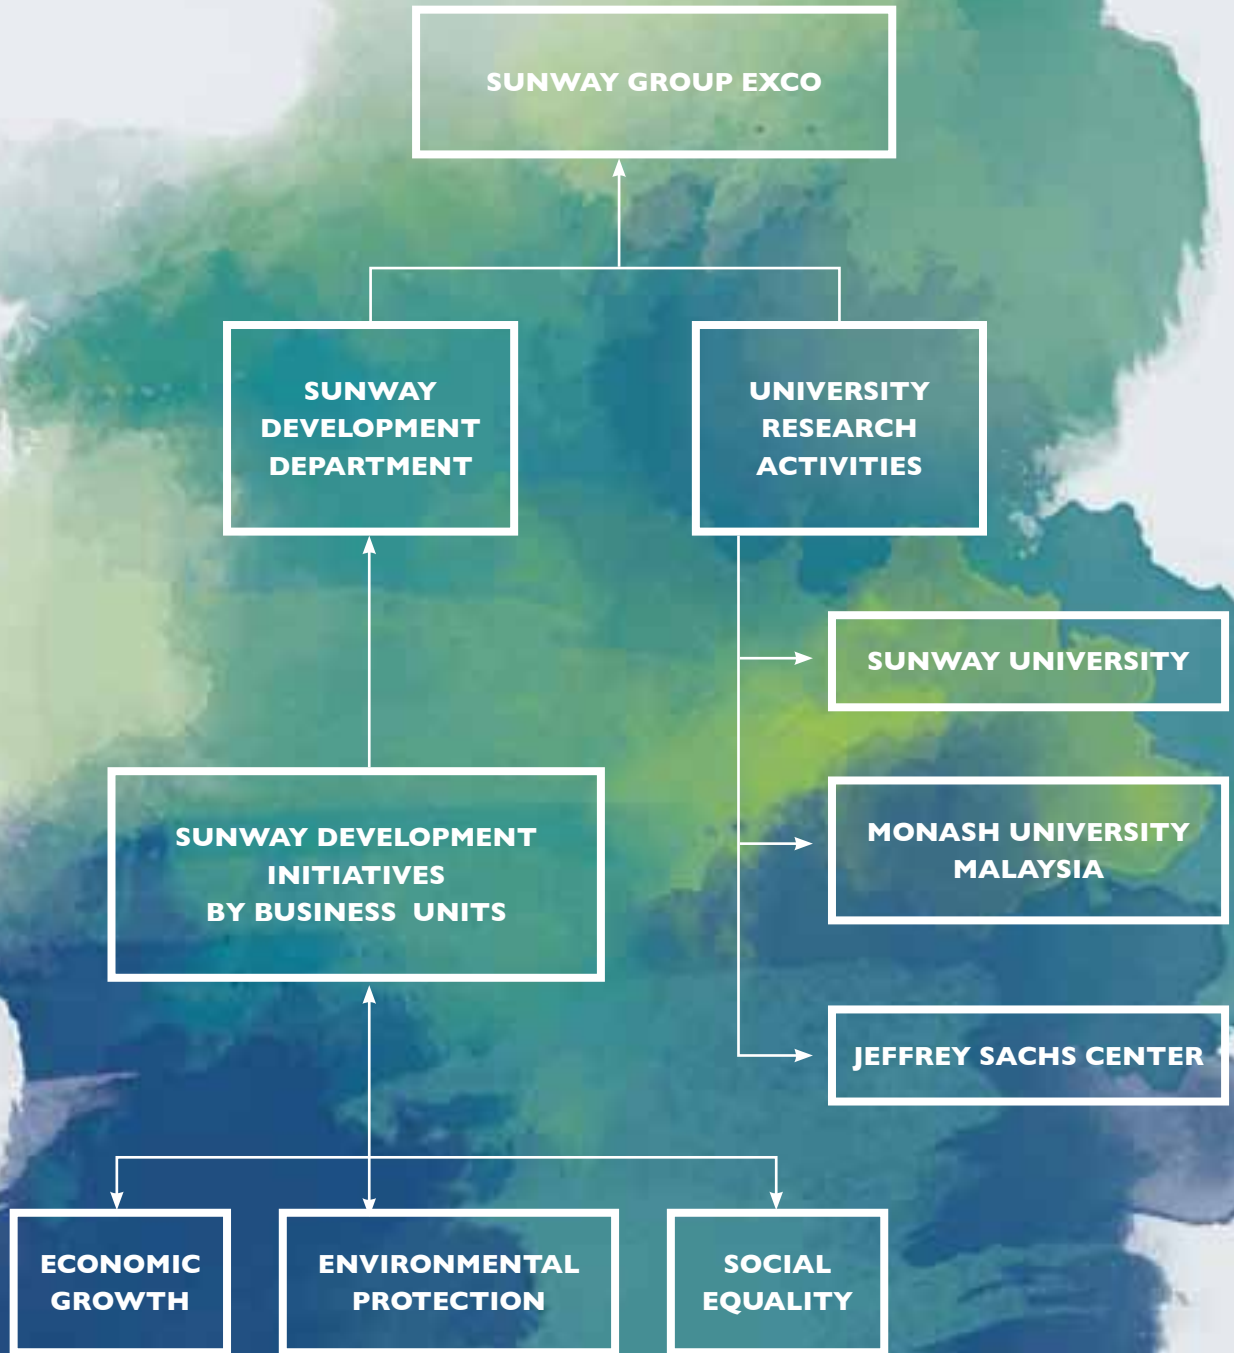 SUNWAY GROUP EXCO
SUNWAY
DEVELOPMENT
DEPARTMENT
UNIVERSITY
RESEARCH
ACTIVITIES
SUNWAY UNIVERSITY
MONASH UNIVERSITY
MALAYSIA
JEFFREY SACHS CENTER
SUNWAY DEVELOPMENT
INITIATIVES
BY BUSINESS UNITS
ECONOMIC
GROWTH
ENVIRONMENTAL
PROTECTION
SOCIAL
EQUALITY